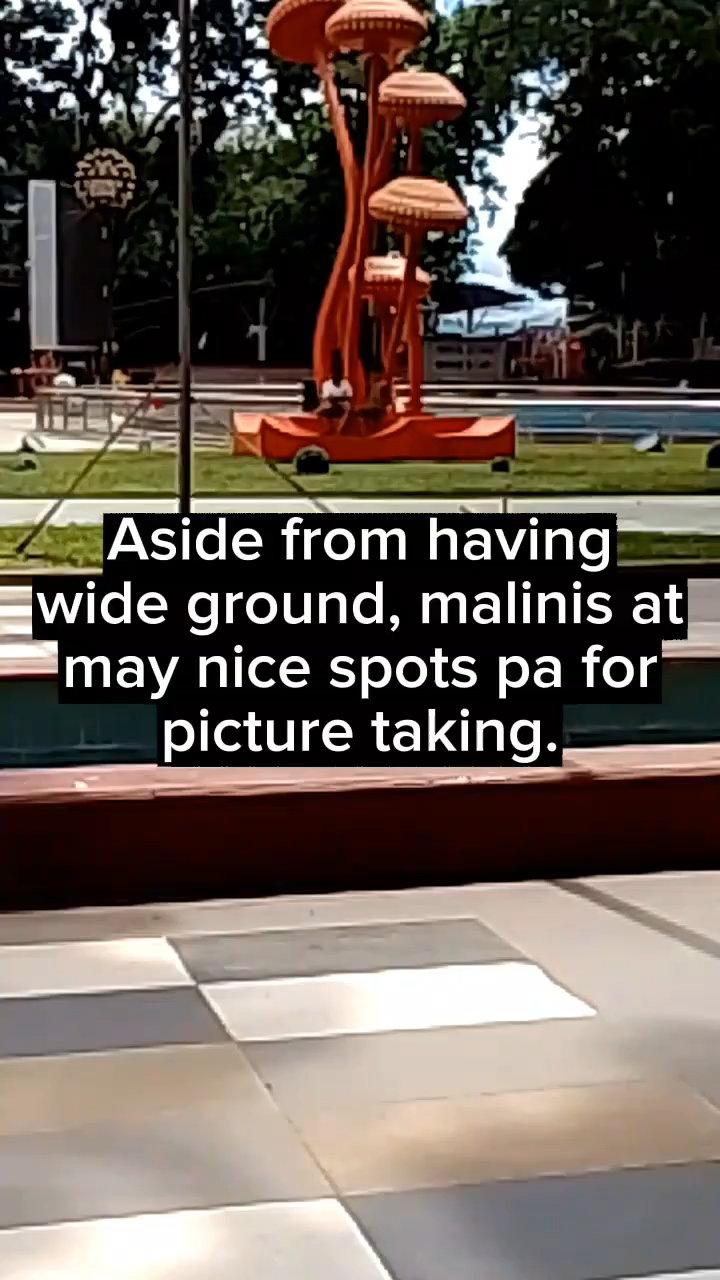 Aside from having
wide ground, malinis at
may nice spots pa for
picture taking.